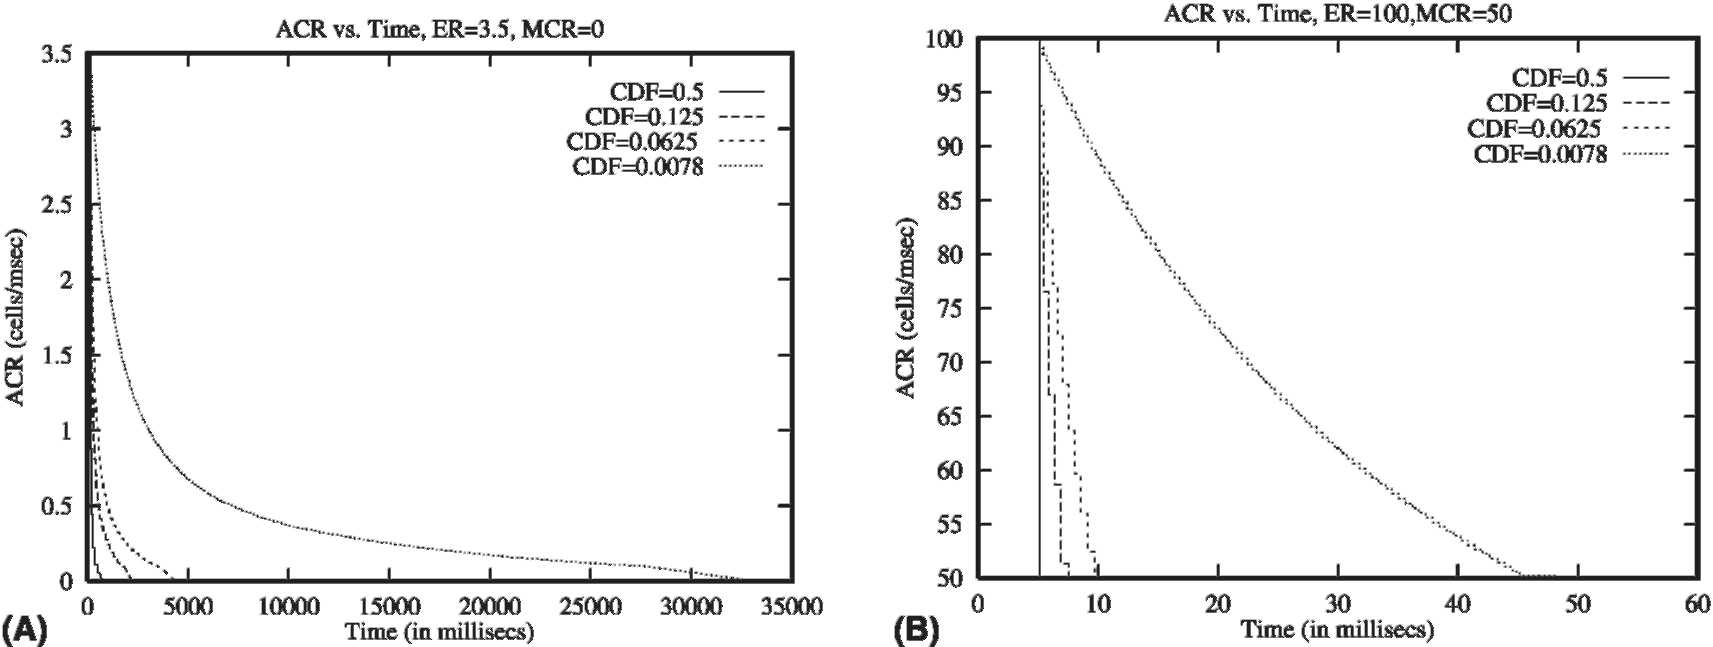 ACR vs. Time, ER=3.5, MCR=0
3.5
3
2.5
2
1.5
1
0.5
0
ACR (cells/msec)
CDF=0.5
CDF=0.125
CDF=0.0625
CDF=0.0078
0 5000 10000 15000 20000 25000 30000 35000
Time (in millisecs)
(A)
ACR vs. Time, ER=100,MCR=50
100
95
90
85
80
75
70
65
60
55
50
ACR (cells/msec)
CDF=0.5
CDF=0.125
CDF=0.0625
CDF=0.0078
0 10 20 30 40 50 60
Time (in millisecs)
(B)